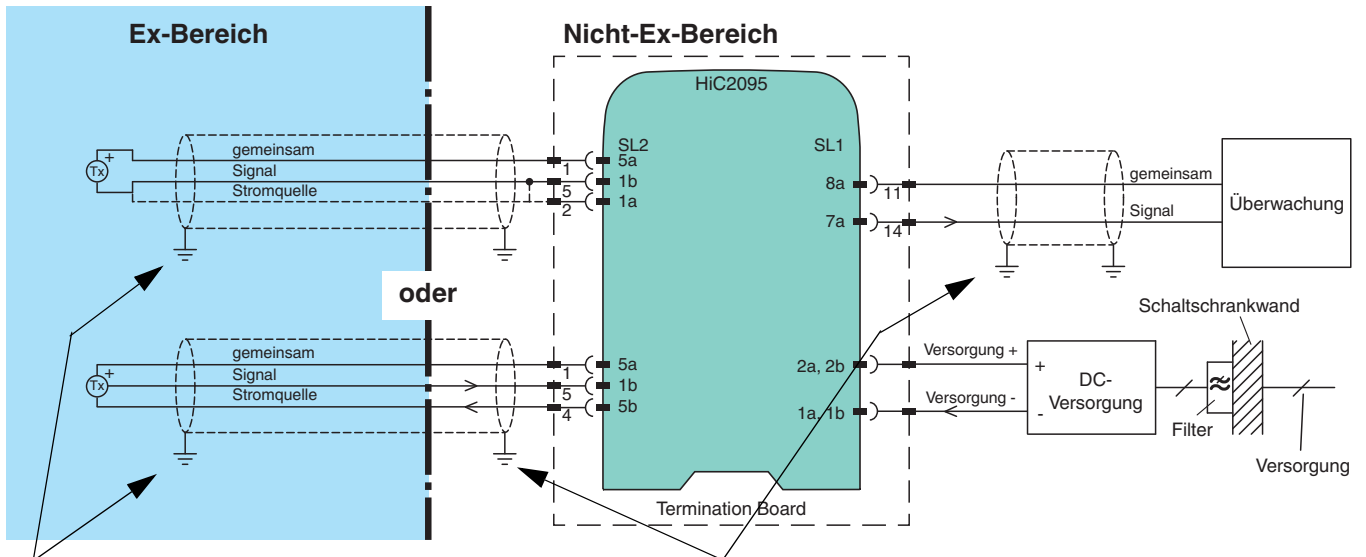 Ex-Bereich
Nicht-Ex-Bereich
HiC2095
SL2
SL1
gemeinsam
Signal
Stromquelle
Tx
+
1
5
2
5a
1b
1a
8a
7a
11
14
gemeinsam
Signal
Überwachung
oder
gemeinsam
Signal
Stromquelle
Tx
1
5
4
5a
1b
5b
2a, 2b
1a, 1b
Versorgung +
Versorgung -
+
-
DC-
Versorgung
Schaltschrankwand
Filter
Versorgung
Termination Board